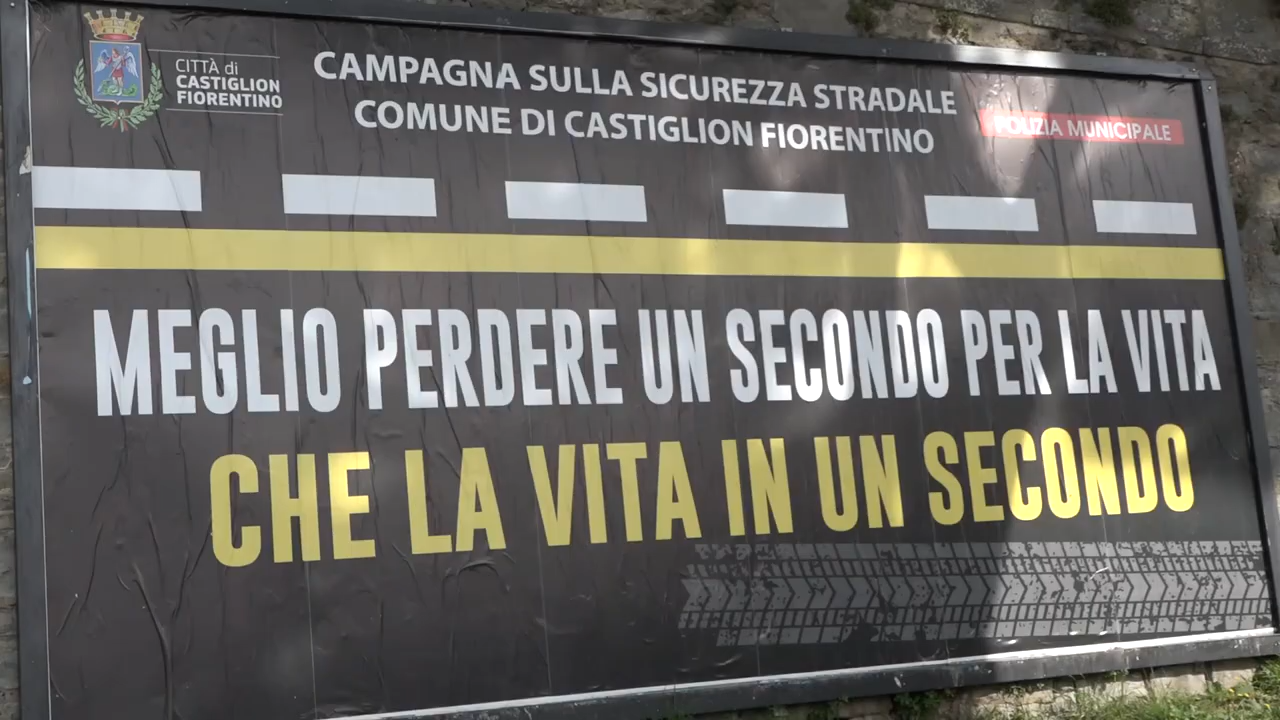 CITTÀ di
CASTIGLION
FIORENTINO
CAMPAGNA SULLA SICUREZZA STRADALE
COMUNE DI CASTIGLION FIORENTINO
POLIZIA MUNICIPALE
MEGLIO PERDERE UN SECONDO PER LA VITA
CHE LA VITA IN UN SECONDO